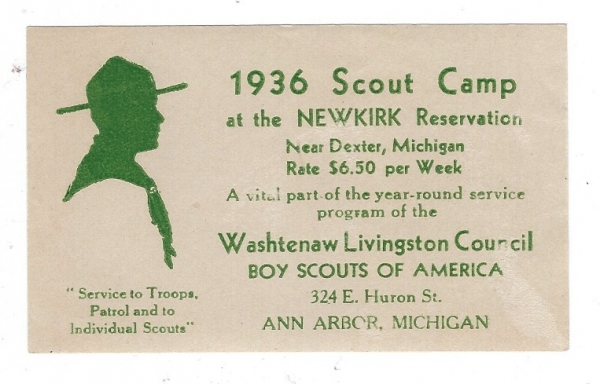 1936 Scout Camp
at the NEWKIRK Reservation
Near Dexter, Michigan
Rate $6.50 per Week
A vital part of the year-round service
program of the
Washtenaw Livingston Council
BOY SCOUTS OF AMERICA
324 E. Huron St.
ANN ARBOR, MICHIGAN
"Service to Troops,
Patrol and to
Individual Scouts"